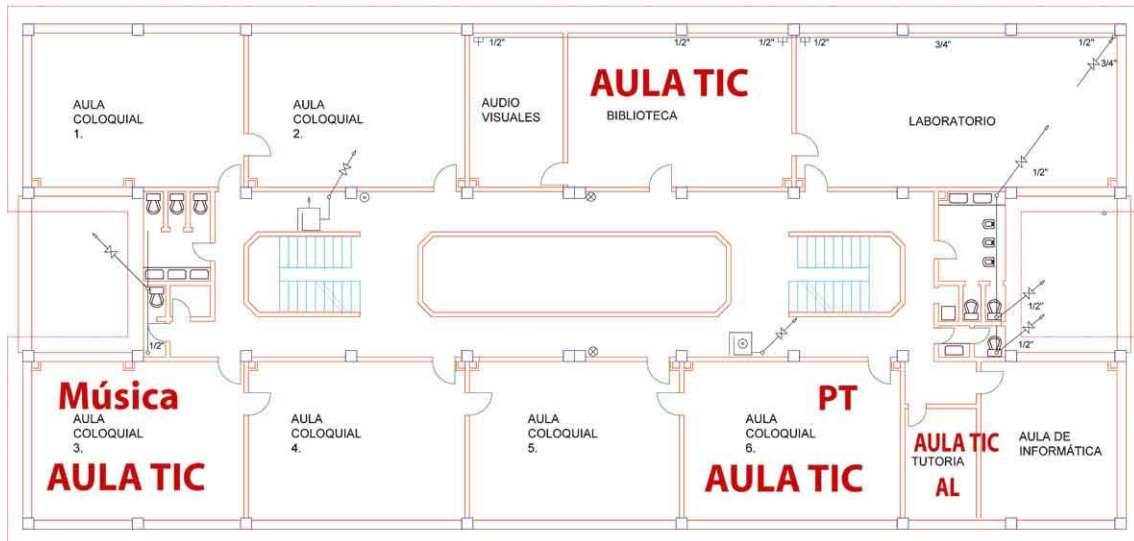 1/2"
1/2"
1/2"
1/2"
3/4"
1/2"
3/4"
AULA TIC
AULA
COLOQUIAL
1.
AULA
COLOQUIAL
2.
AUDIO
VISUALES
BIBLIOTECA
LABORATORIO
1/2"
1/2"
1/2"
1/2"
Música
AULA
COLOQUIAL
3.
AULA TIC
AULA
COLOQUIAL
4.
AULA
COLOQUIAL
5.
PT
AULA
COLOQUIAL
6.
AULA TIC
AULA TIC
TUTORIA
AL
AULA DE
INFORMÁTICA